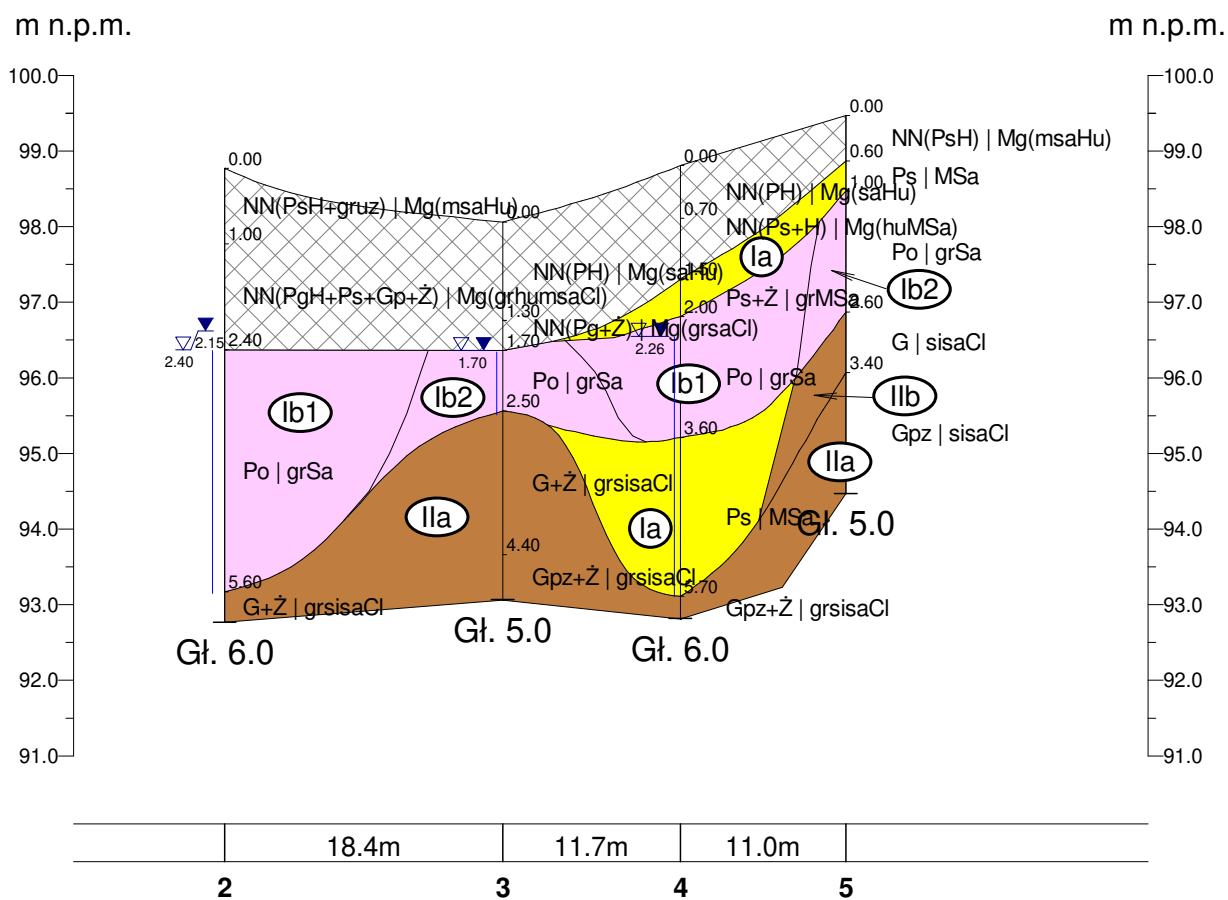 m n.p.m.
m n.p.m.
100.0
100.0
99.0
99.0
98.0
98.0
97.0
97.0
96.0
96.0
95.0
95.0
94.0
94.0
93.0
93.0
92.0
92.0
91.0
91.0
0.00
NN(PsH+gruz) | Mg(msaHu)
1.00
NN(PgH+Ps+Gp+Ż) | Mg(grhumsaCl)
2.15
2.40
2.40
Ib1
Po | grSa
5.60
G+Ż | grsisaCl
Gł. 6.0
0.00
NN(PH) | Mg(saHu)
1.30
NN(Pg+Ż) | Mg(grsaCl)
1.70
1.70
Ib2
Po | grSa
2.50
G+Ż | grsisaCl
IIa
4.40
Gpz+Ż | grsisaCl
Gł. 5.0
0.00
NN(PH) | Mg(saHu)
0.70
NN(Ps+H) | Mg(huMSa)
Ia
1.50
Ps+Ż | grMSa
2.00
2.26
Ib1
Po | grSa
3.60
Ia
Ps | MSa
5.70
Gpz+Ż | grsisaCl
Gł. 6.0
0.00
NN(PsH) | Mg(msaHu)
0.60
Ps | MSa
1.00
Po | grSa
Ib2
2.60
G | sisaCl
3.40
IIb
Gpz | sisaCl
IIa
Gł. 5.0
18.4m
11.7m
11.0m
2
3
4
5